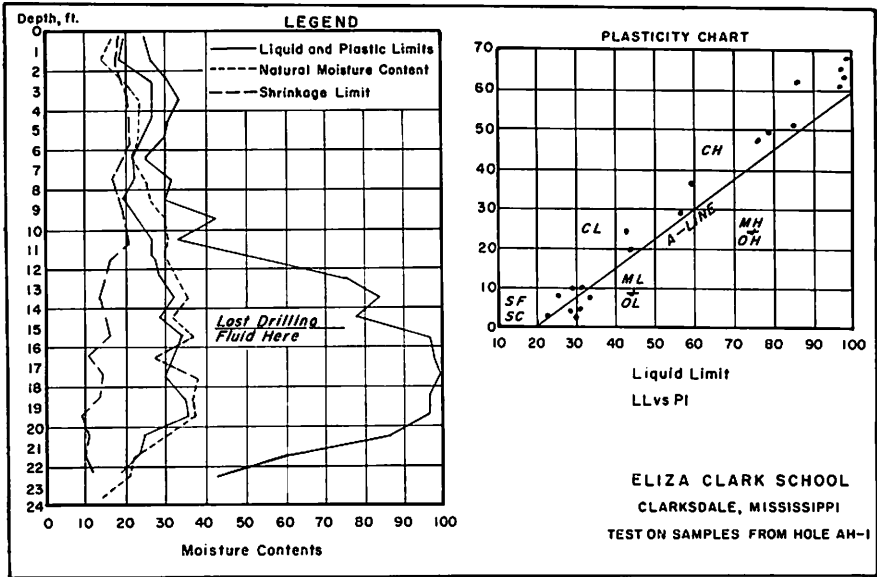 Depth, ft.
LEGEND
Liquid and Plastic Limits
Natural Moisture Content
Shrinkage Limit
0
1
2
3
4
5
6
7
8
9
10
11
12
13
14
15
16
17
18
19
20
21
22
23
24
Lost Drilling
Fluid Here
0 10 20 30 40 50 60 70 80 90 100
Moisture Contents
PLASTICITY CHART
70
60
50
40
30
20
10
0
CH
CL
A-LINE
MH
OH
ML
OL
SF
SC
10 20 30 40 50 60 70 80 90 100
Liquid Limit
LL vs PI
ELIZA CLARK SCHOOL
CLARKSDALE, MISSISSIPPI
TEST ON SAMPLES FROM HOLE AH-1